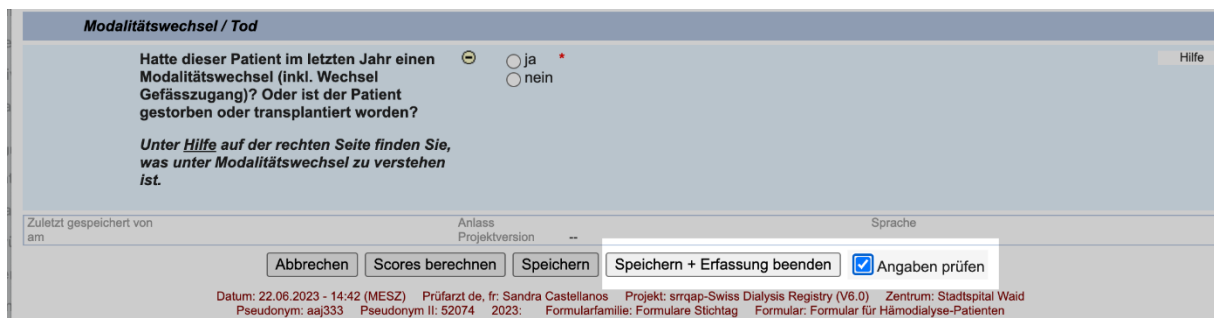 Modalitätswechsel / Tod
Hatte dieser Patient im letzten Jahr einen
Modalitätswechsel (inkl. Wechsel
Gefässzugang)? Oder ist der Patient
gestorben oder transplantiert worden?
ja *
nein
Hilfe
Unter Hilfe auf der rechten Seite finden Sie,
was unter Modalitätswechsel zu verstehen
ist.
Zuletzt gespeichert von
am
Anlass
Projektversion --
Sprache
Abbrechen Scores berechnen Speichern Speichern + Erfassung beenden Angaben prüfen
Datum: 22.06.2023 - 14:42 (MESZ) Prüfarzt de, fr: Sandra Castellanos Projekt: srrqap-Swiss Dialysis Registry (V6.0) Zentrum: Stadtspital Waid
Pseudonym: aaj333 Pseudonym II: 52074 2023: Formularfamilie: Formulare Stichtag Formular: Formular für Hämodialyse-Patienten